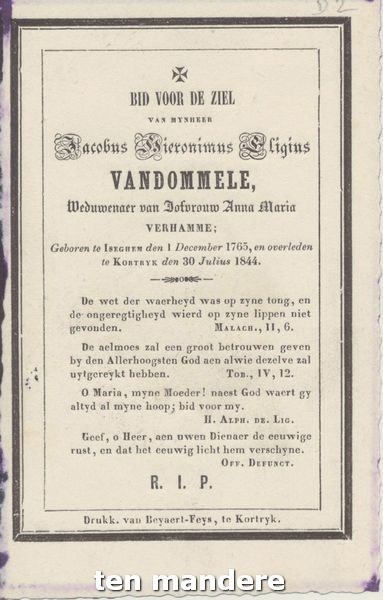 D 2
✠
BID VOOR DE ZIEL
VAN MYNHEER
Jacobus Hieronimus Eligius
VANDOMMELE,
Weduwenaer van Jofvrouw Anna Maria
VERHAMME;
Geboren te ISEGHEM den 1 December 1765, en overleden
te KORTRYK den 30 Julius 1844.
De wet der waerheyd was op zyne tong, en
de ongeregtigheyd wierd op zyne lippen niet
gevonden. MALACH., II, 6.
De aelmoes zal een groot betrouwen geven
by den Allerhoogsten God aen alwie dezelve zal
uytgereykt hebben. TOB., IV, 12.
O Maria, myne Moeder! naest God waert gy
altyd al myne hoop; bid voor my.
H. ALPH. DE LIG.
Geef, o Heer, aen uwen Dienaer de eeuwige
rust, en dat het eeuwig licht hem verschyne.
OFF. DEFUNCT.
R. I. P.
Drukk. van Beyaert-Feys, te Kortryk.
ten mandere